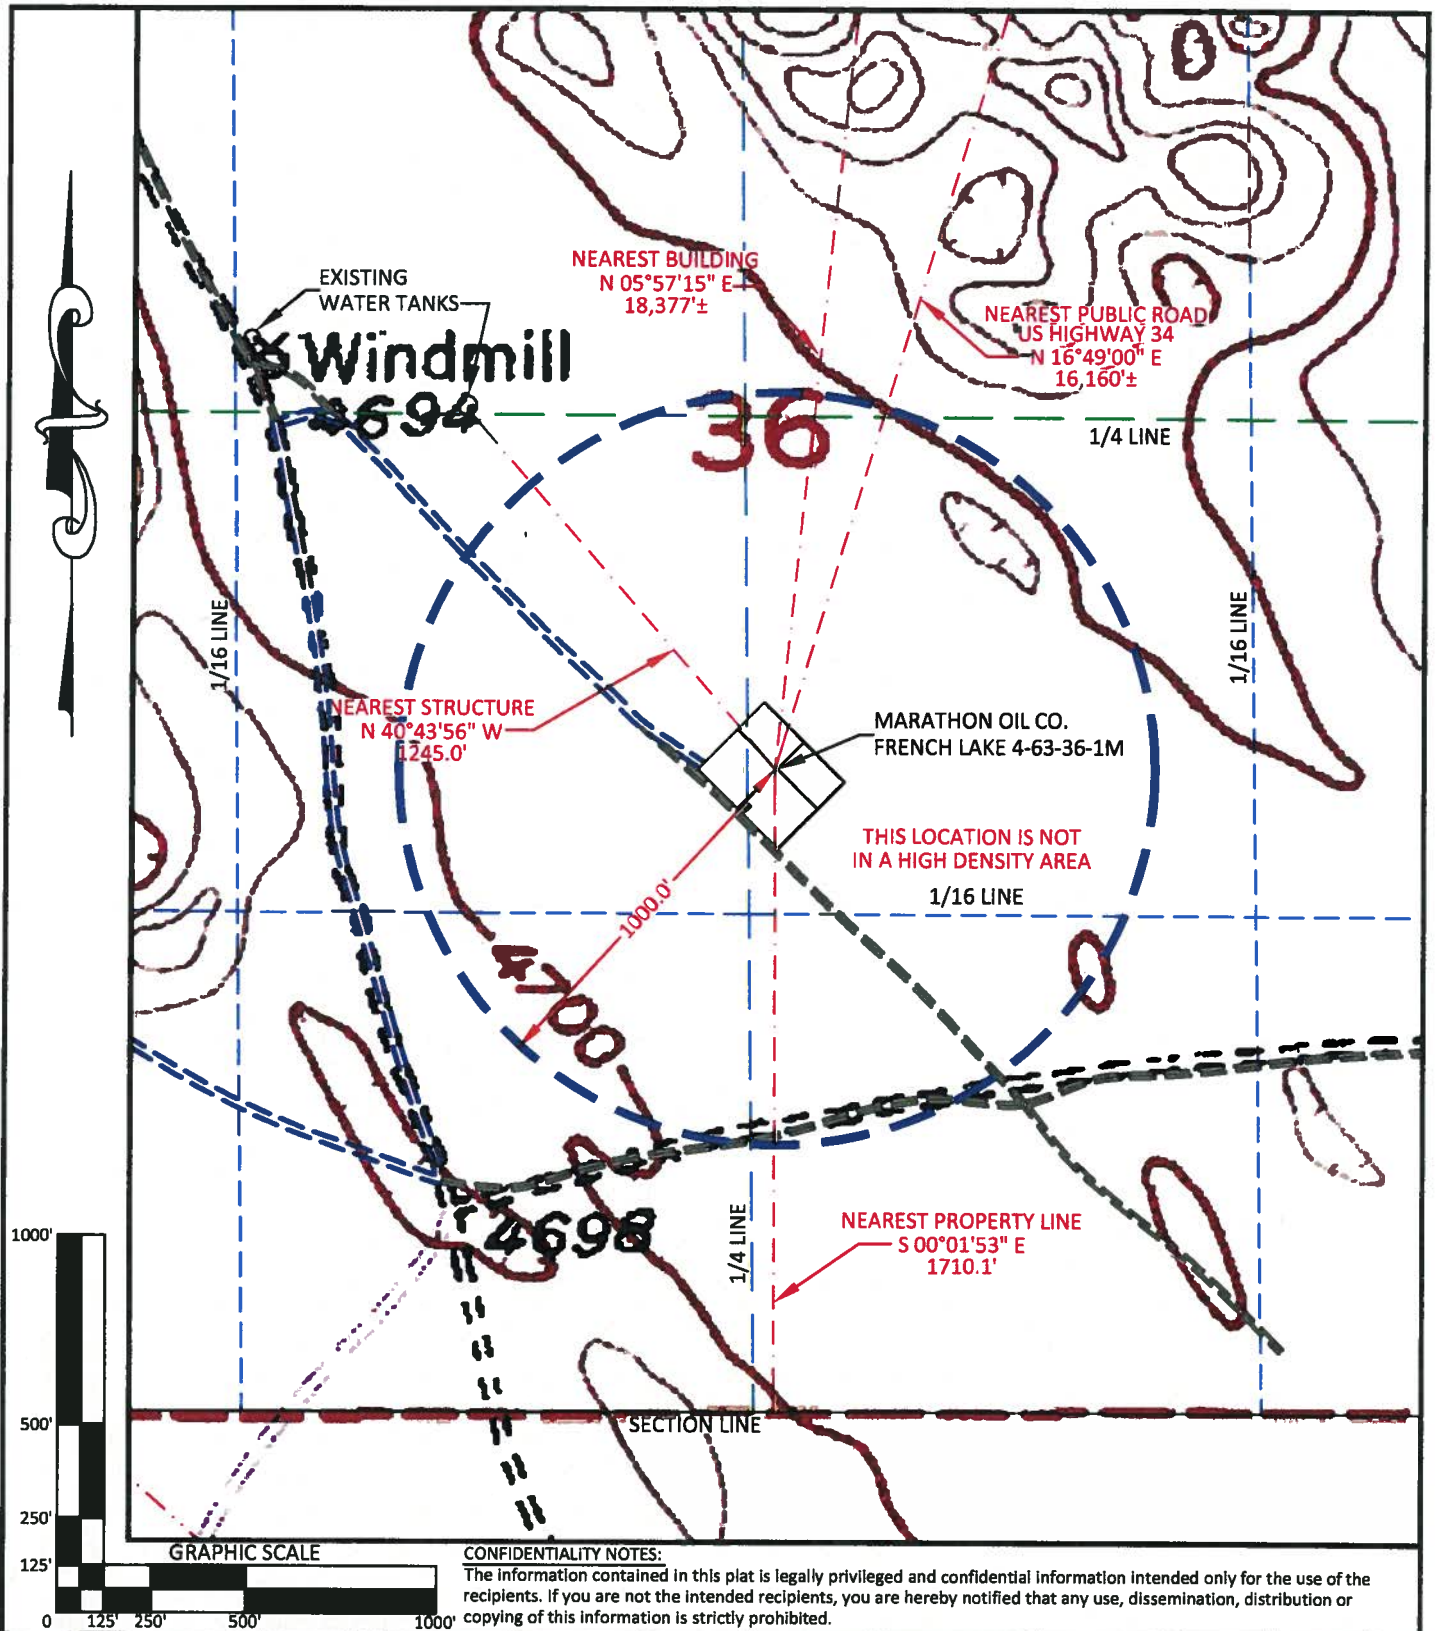 EXISTING
WATER TANKS
NEAREST BUILDING
N 05°57'15" E
18,377'±
NEAREST PUBLIC ROAD
US HIGHWAY 34
N 16°49'00" E
16,160'±
Windmill
4694
36
1/4 LINE
1/16 LINE
1/16 LINE
NEAREST STRUCTURE
N 40°43'56" W
1245.0'
MARATHON OIL CO.
FRENCH LAKE 4-63-36-1M
THIS LOCATION IS NOT
IN A HIGH DENSITY AREA
1/16 LINE
1000.0'
4700
1/4 LINE
4698
NEAREST PROPERTY LINE
S 00°01'53" E
1710.1'
SECTION LINE
1000'
500'
250'
125'
GRAPHIC SCALE
0 125' 250' 500' 1000'
CONFIDENTIALITY NOTES:
The information contained in this plat is legally privileged and confidential information intended only for the use of the
recipients. If you are not the intended recipients, you are hereby notified that any use, dissemination, distribution or
copying of this information is strictly prohibited.